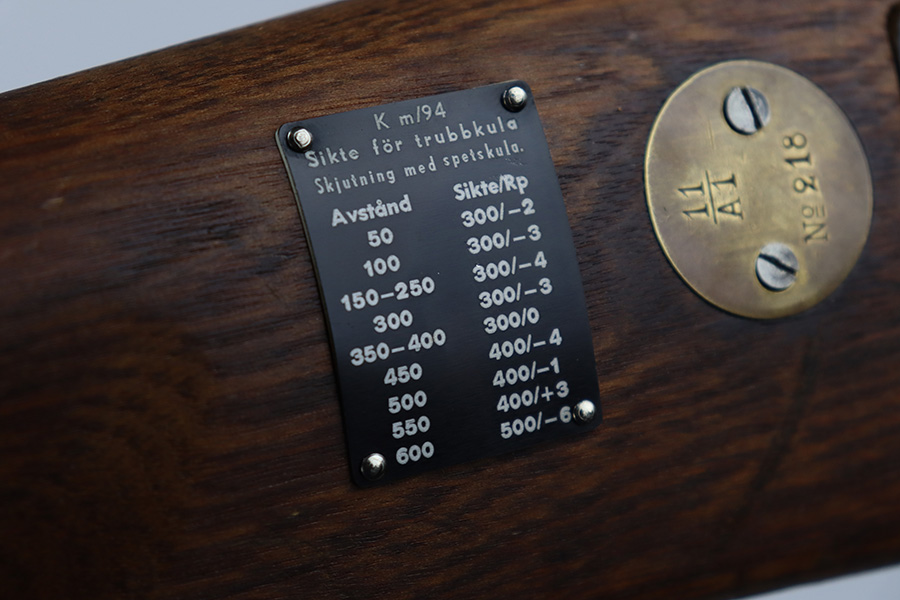 K m/94
Sikte för trubbkula
Skjutning med spetskula.
Avstånd Sikte/Rp
50 300/–2
100 300/–3
150–250 300/–4
300 300/–3
350–400 300/0
450 400/–4
500 400/–1
550 400/+3
600 500/–6
11
A1
Nº 218